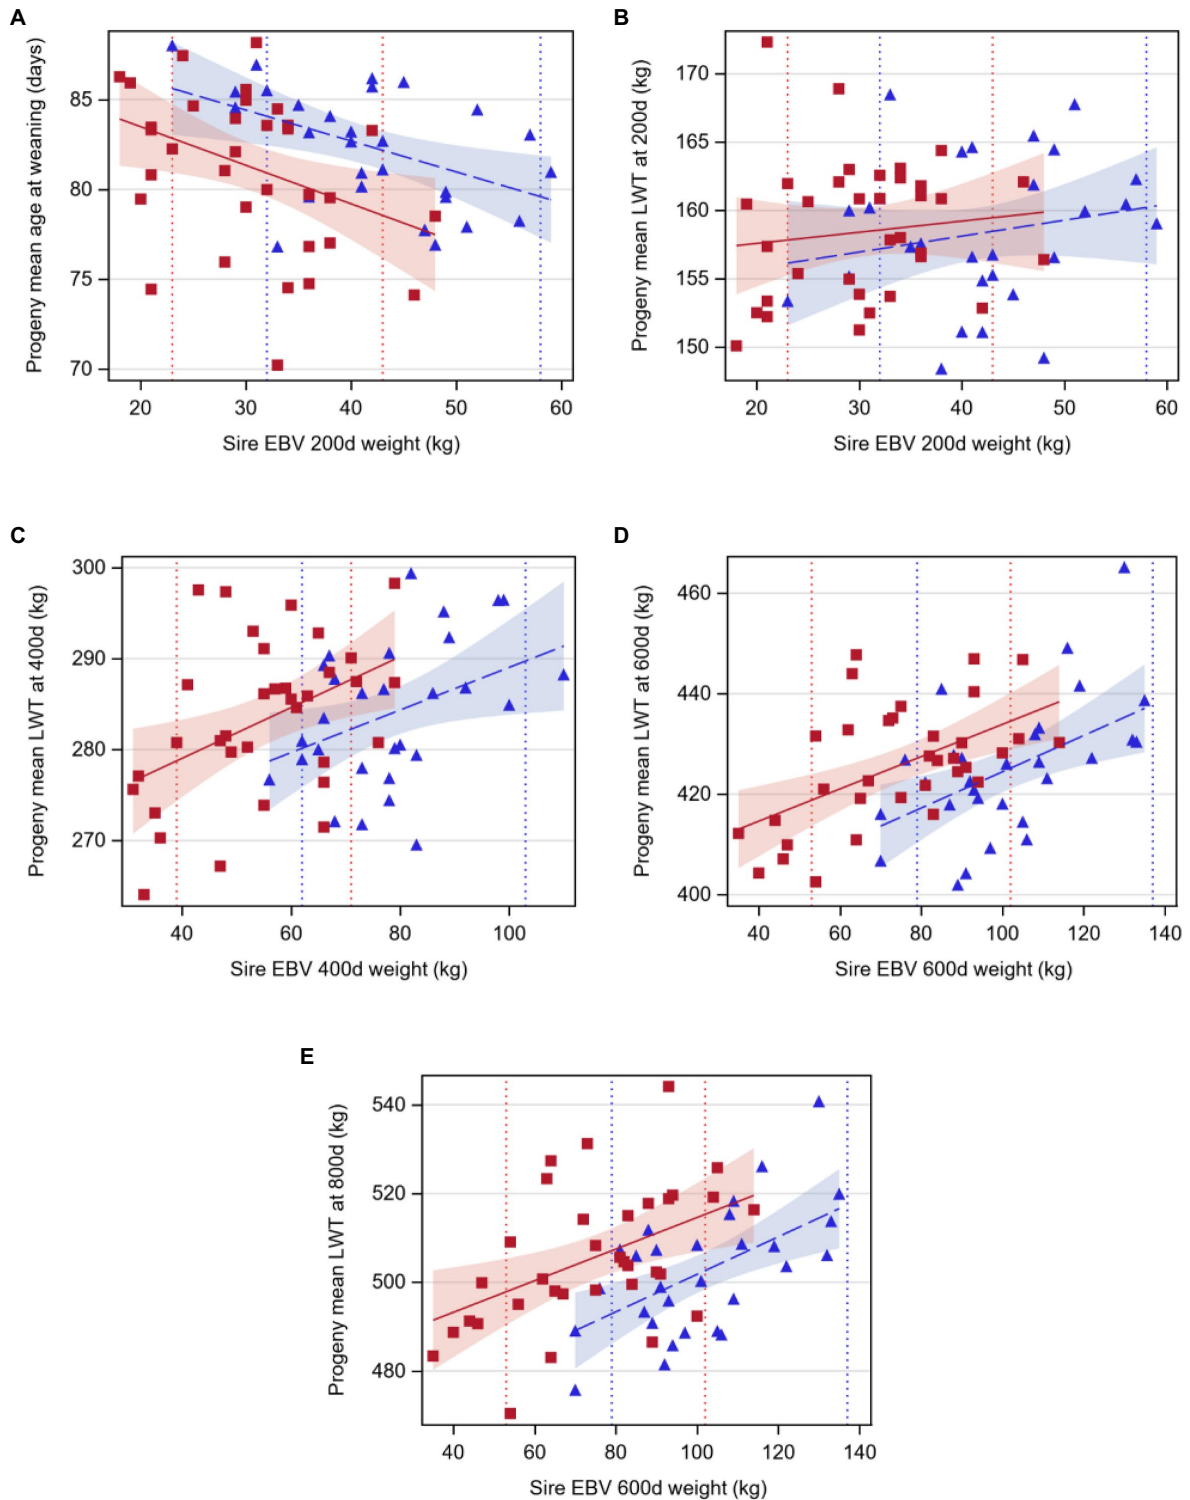 A
B
Progeny mean age at weaning (days)
85
80
75
70
20 30 40 50 60
Sire EBV 200d weight (kg)
Progeny mean LWT at 200d (kg)
170
165
160
155
150
20 30 40 50 60
Sire EBV 200d weight (kg)
C
D
Progeny mean LWT at 400d (kg)
300
290
280
270
40 60 80 100
Sire EBV 400d weight (kg)
Progeny mean LWT at 600d (kg)
460
440
420
400
40 60 80 100 120 140
Sire EBV 600d weight (kg)
E
Progeny mean LWT at 800d (kg)
540
520
500
480
40 60 80 100 120 140
Sire EBV 600d weight (kg)